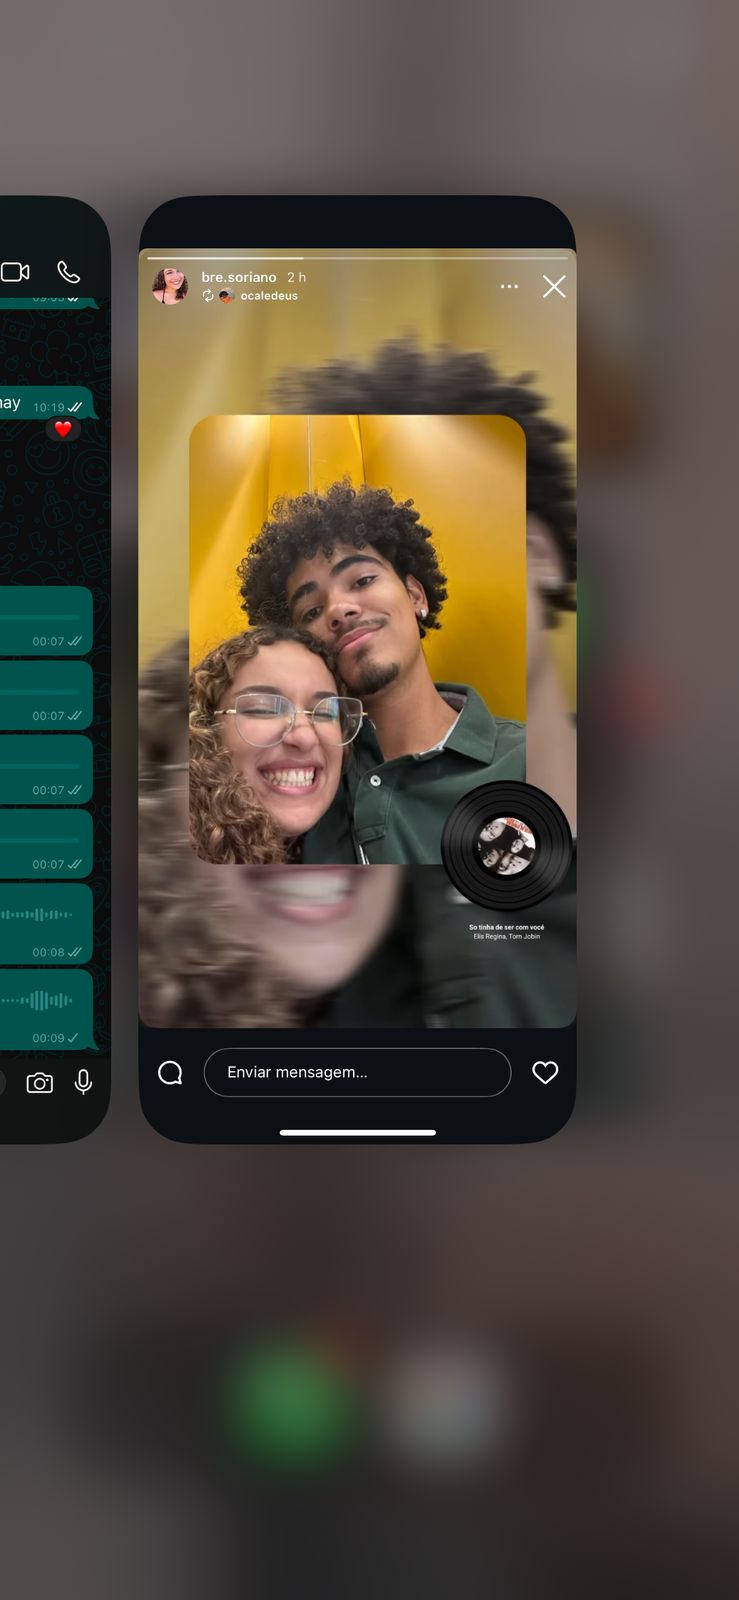 nay 10:19
00:07
00:07
00:07
00:07
00:08
00:09
bre.soriano 2 h
ocaledeus
So tinha de ser com você
Elis Regina, Tom Jobin
Enviar mensagem...